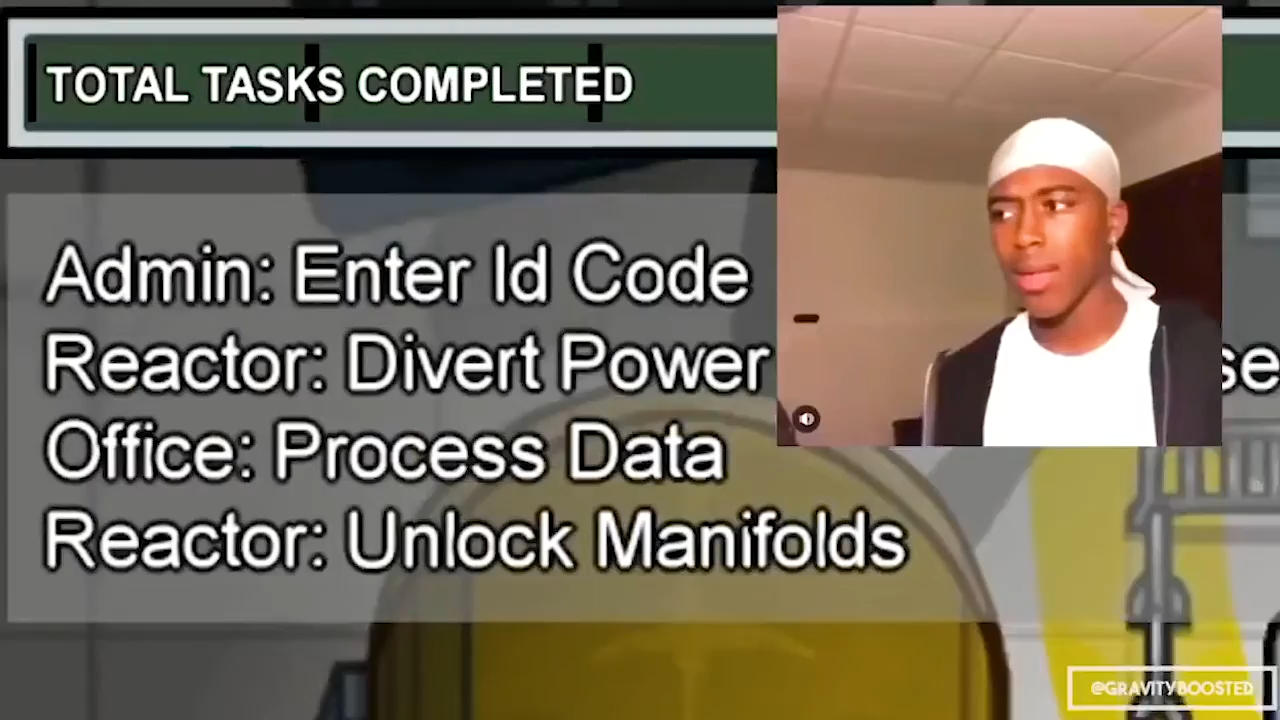 TOTAL TASKS COMPLETED
Admin: Enter Id Code
Reactor: Divert Power
Office: Process Data
Reactor: Unlock Manifolds
@GRAVITYBOOSTED